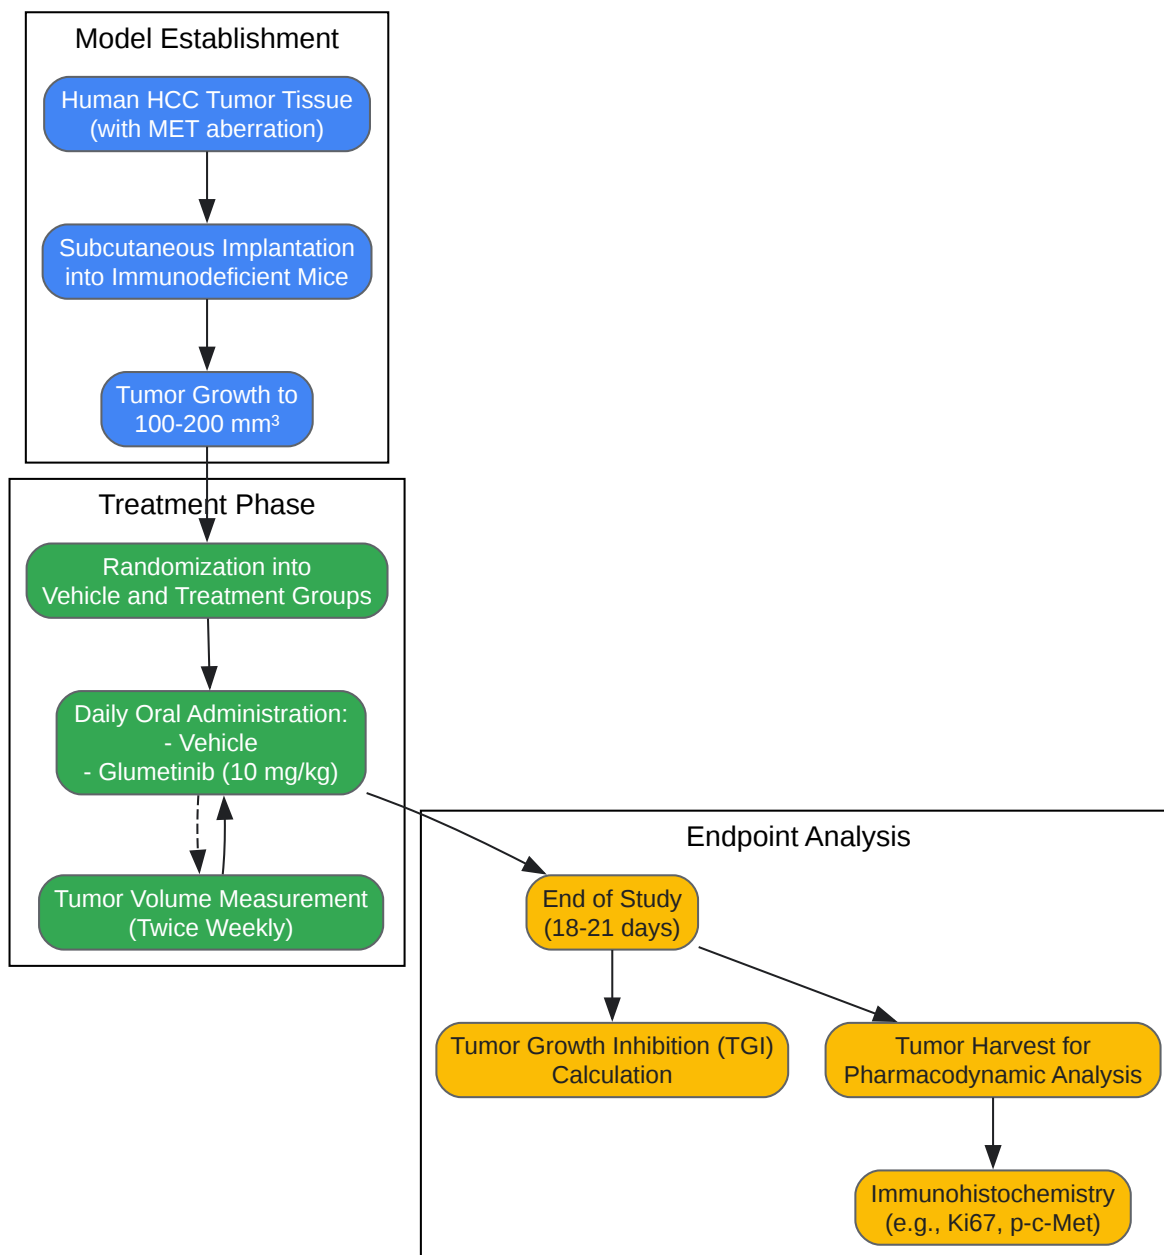 Model Establishment
Human HCC Tumor Tissue
(with MET aberration)
Subcutaneous Implantation
into Immunodeficient Mice
Tumor Growth to
100-200 mm³
Treatment Phase
Randomization into
Vehicle and Treatment Groups
Daily Oral Administration:
- Vehicle
- Glumetinib (10 mg/kg)
Tumor Volume Measurement
(Twice Weekly)
Endpoint Analysis
End of Study
(18-21 days)
Tumor Growth Inhibition (TGI)
Calculation
Tumor Harvest for
Pharmacodynamic Analysis
Immunohistochemistry
(e.g., Ki67, p-c-Met)